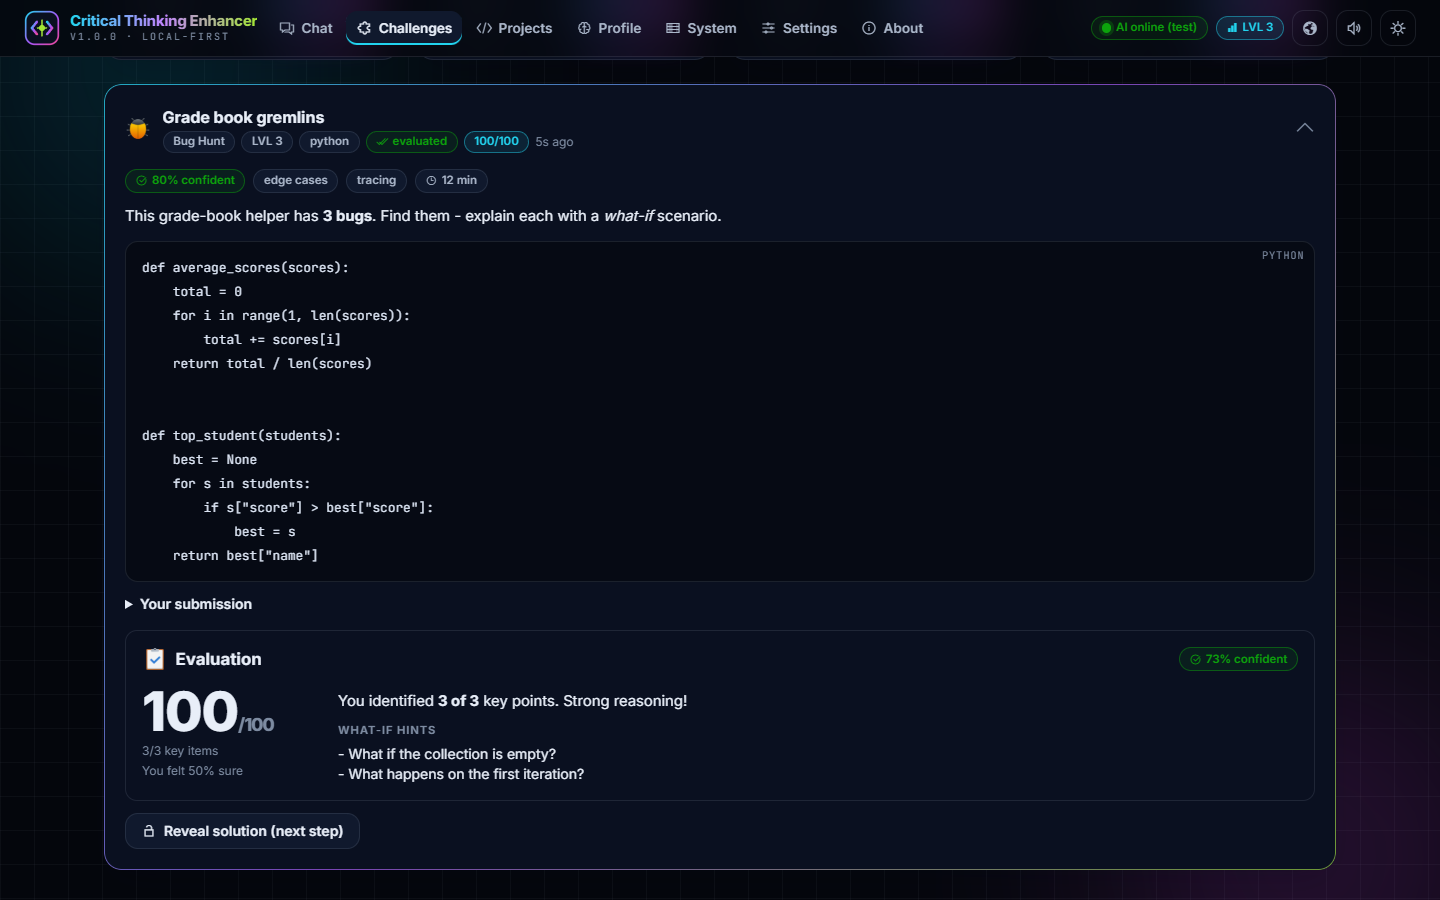 Critical Thinking Enhancer
V1.0.0 · LOCAL-FIRST
Chat
Challenges
Projects
Profile
System
Settings
About
AI online (test)
LVL 3
Grade book gremlins
Bug Hunt
LVL 3
python
evaluated
100/100
5s ago
80% confident
edge cases
tracing
12 min
This grade-book helper has 3 bugs. Find them - explain each with a what-if scenario.
PYTHON
def average_scores(scores):
    total = 0
    for i in range(1, len(scores)):
        total += scores[i]
    return total / len(scores)
def top_student(students):
    best = None
    for s in students:
        if s["score"] > best["score"]:
            best = s
    return best["name"]
Your submission
Evaluation
73% confident
100/100
3/3 key items
You felt 50% sure
You identified 3 of 3 key points. Strong reasoning!
WHAT-IF HINTS
- What if the collection is empty?
- What happens on the first iteration?
Reveal solution (next step)